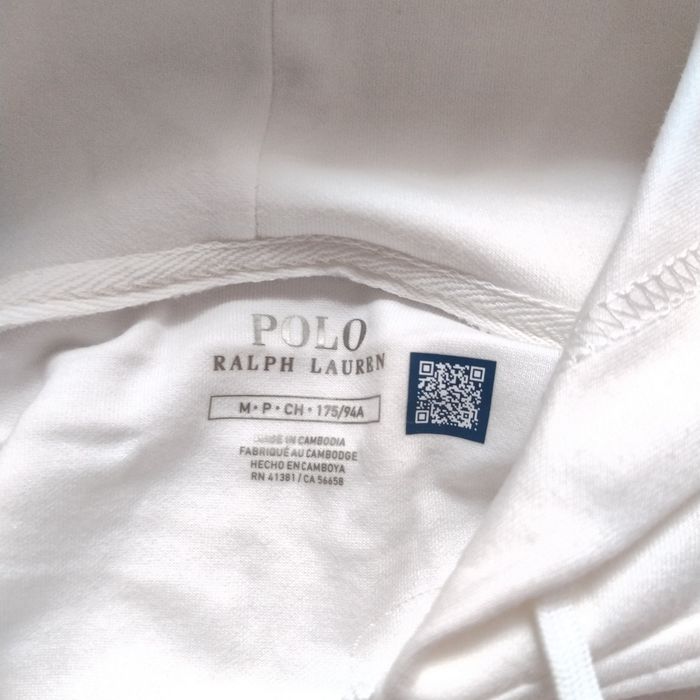 POLO
RALPH LAUREN
M • P • CH • 175/94A
MADE IN CAMBODIA
FABRIQUÉ AU CAMBODGE
HECHO EN CAMBOYA
RN 41381 / CA 56658